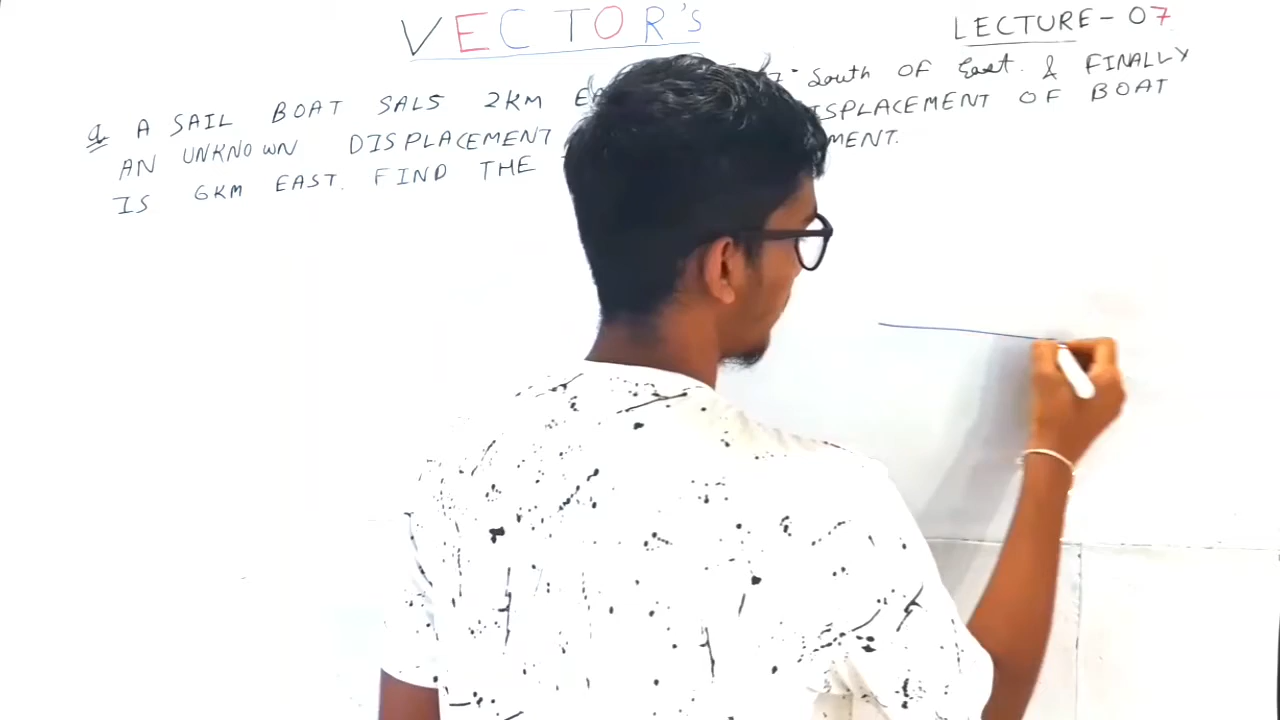 VECTOR'S
LECTURE-07
Q. A SAIL BOAT SALS 2KM South OF East. & FINALLY
AN UNKNOWN DISPLACEMENT ISPLACEMENT OF BOAT
IS 6KM EAST. FIND THE MENT.